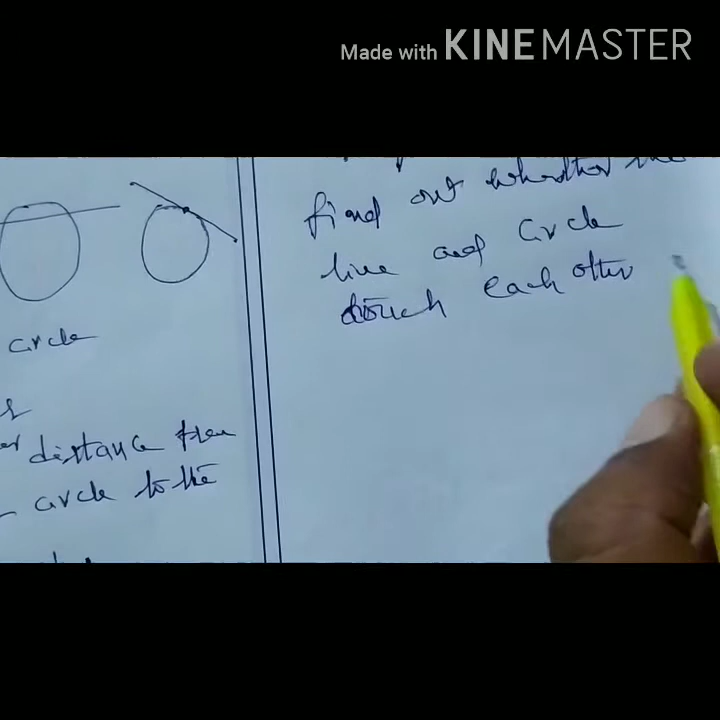 Made with KINEMASTER
find out whether the
line and circle
touch each other
circle
distance from
circle to the